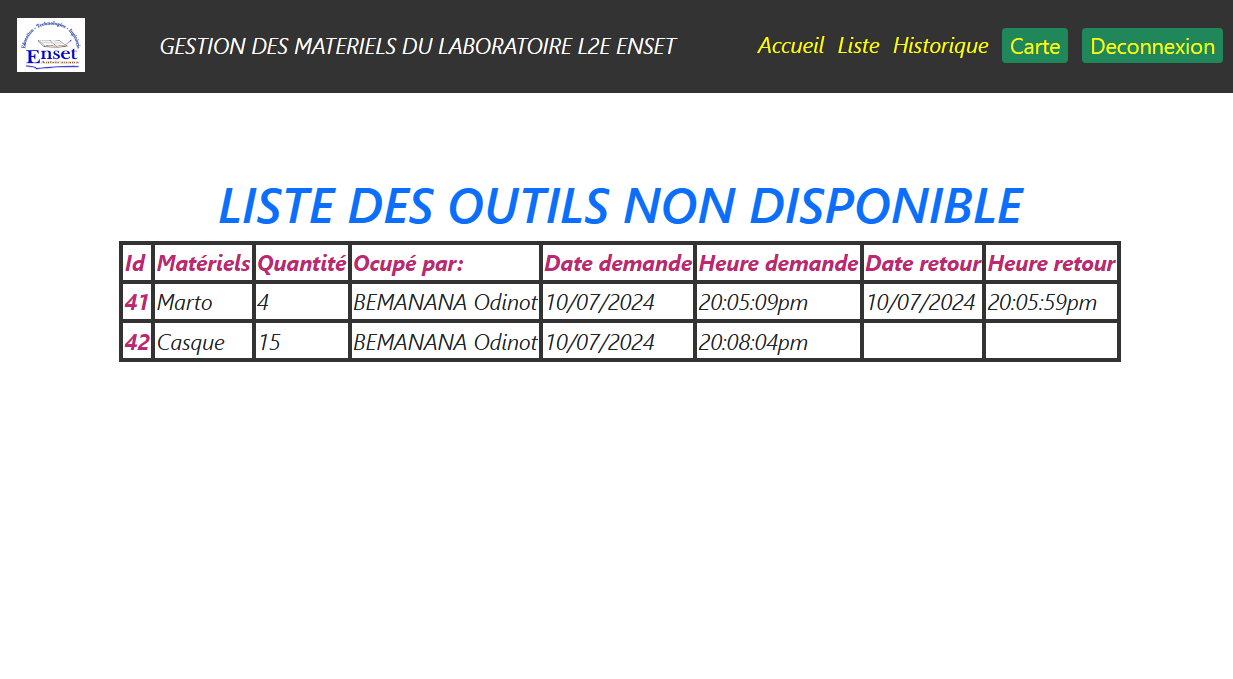 Education - Technologies - Ingénierie
Enset
Antsiranana
GESTION DES MATERIELS DU LABORATOIRE L2E ENSET
Accueil Liste Historique Carte Deconnexion
LISTE DES OUTILS NON DISPONIBLE
Id Matériels Quantité Ocupé par: Date demande Heure demande Date retour Heure retour
41 Marto 4 BEMANANA Odinot 10/07/2024 20:05:09pm 10/07/2024 20:05:59pm
42 Casque 15 BEMANANA Odinot 10/07/2024 20:08:04pm